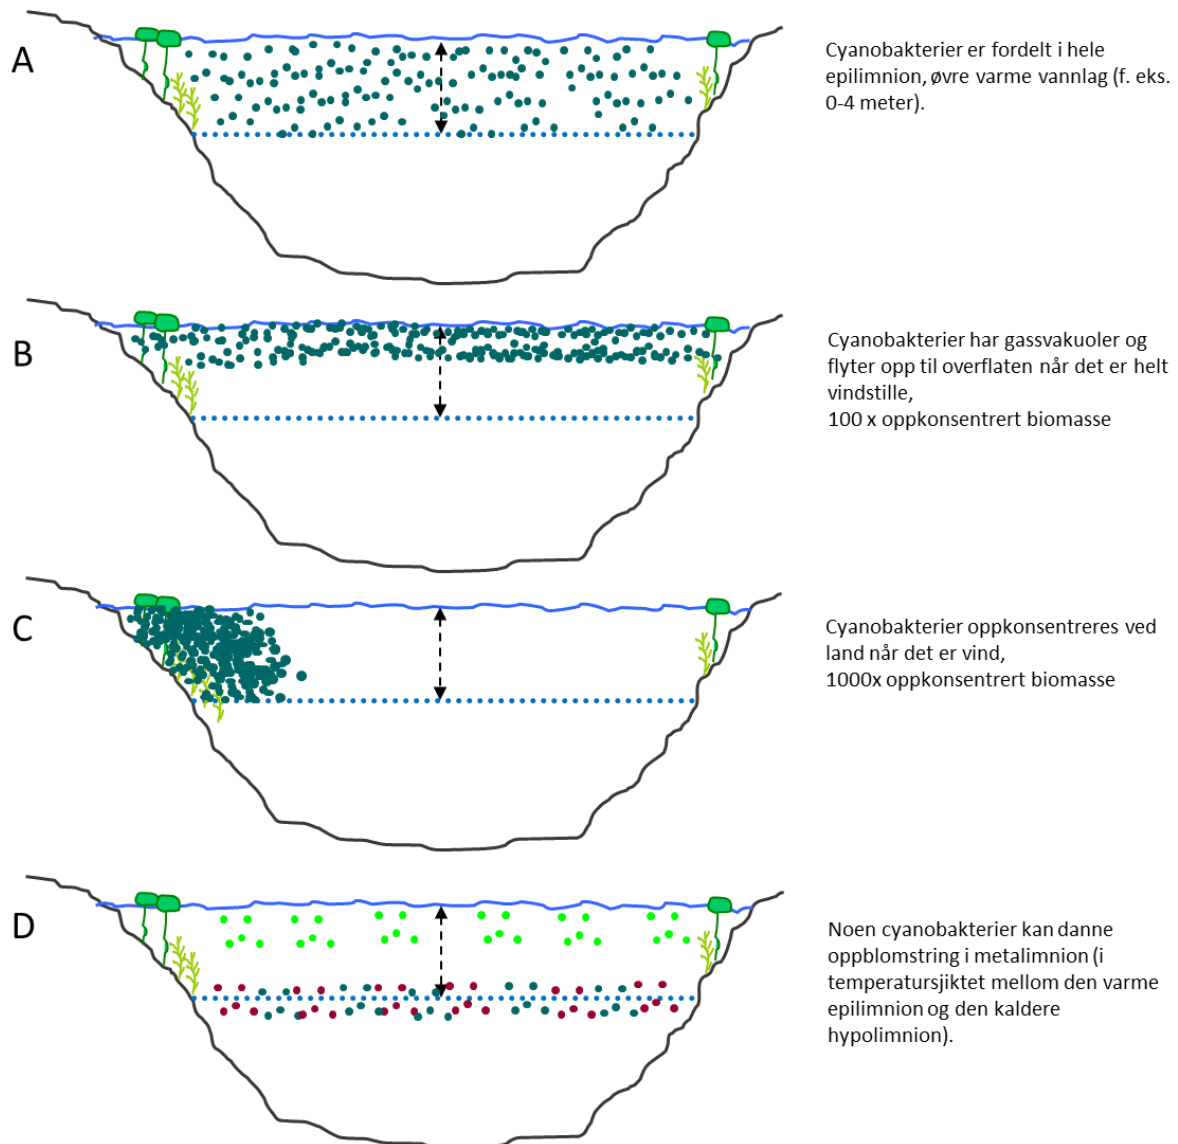 A
Cyanobakterier er fordelt i hele
epilimnion, øvre varme vannlag (f. eks.
0-4 meter).
B
Cyanobakterier har gassvakuoler og
flyter opp til overflaten når det er helt
vindstille,
100 x oppkonsentrert biomasse
C
Cyanobakterier oppkonsentreres ved
land når det er vind,
1000x oppkonsentrert biomasse
D
Noen cyanobakterier kan danne
oppblomstring i metalimnion (i
temperatursjiktet mellom den varme
epilimnion og den kaldere
hypolimnion).